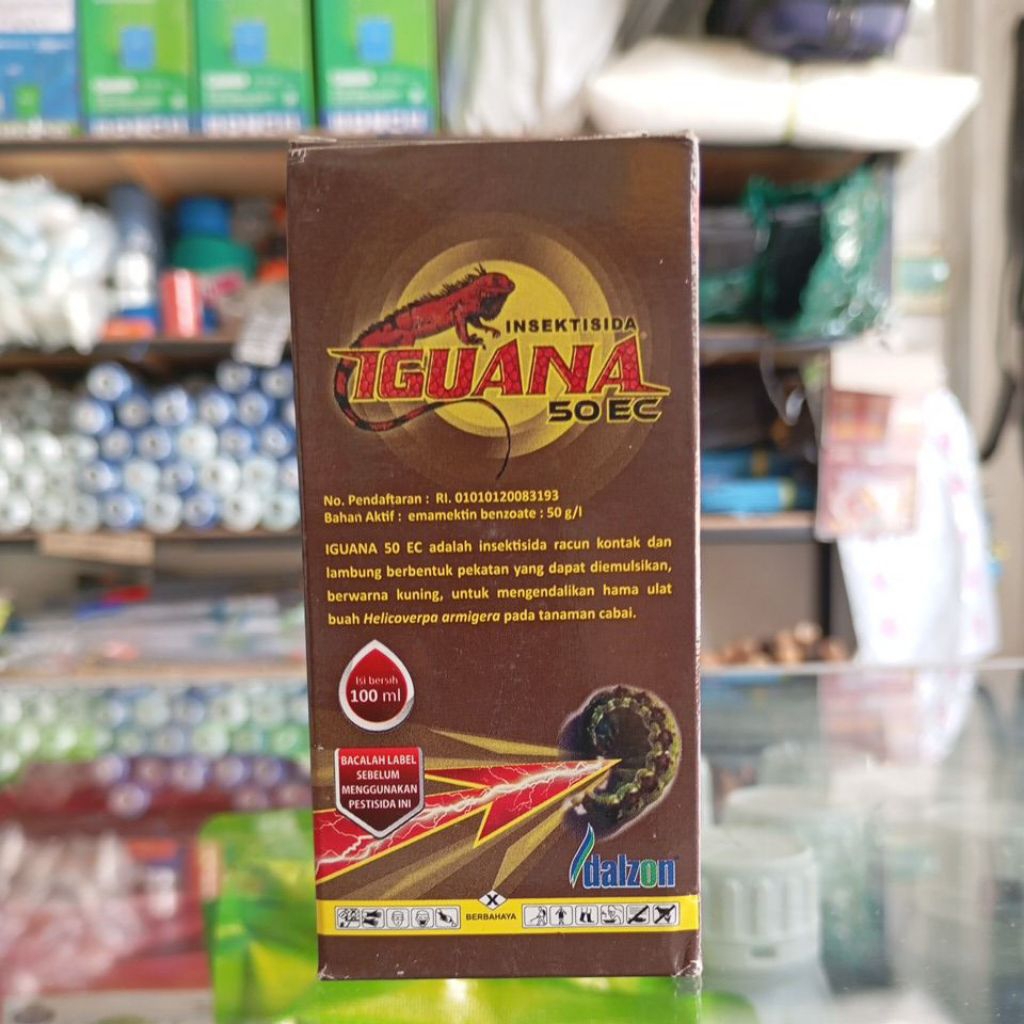 INSEKTISIDA
IGUANA
50 EC
No. Pendaftaran : RI. 01010120083193
Bahan Aktif : emamektin benzoate : 50 g/l
IGUANA 50 EC adalah insektisida racun kontak dan
lambung berbentuk pekatan yang dapat diemulsikan,
berwarna kuning, untuk mengendalikan hama ulat
buah Helicoverpa armigera pada tanaman cabai.
Isi bersih
100 ml
BACALAH LABEL
SEBELUM
MENGGUNAKAN
PESTISIDA INI
dalzon
X
BERBAHAYA